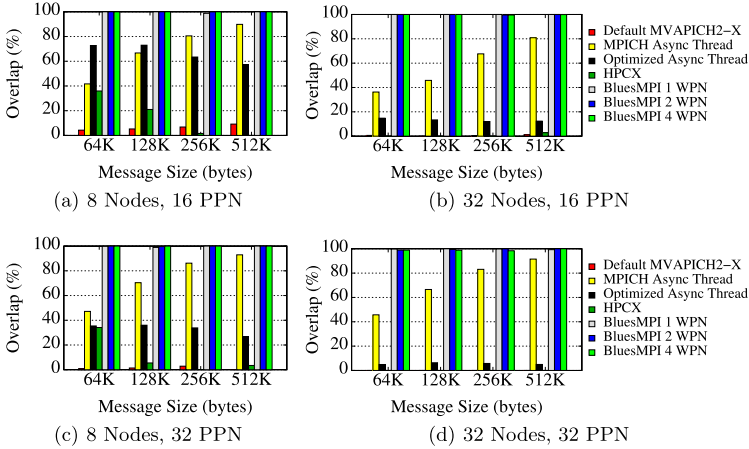 100
80
60
40
20
0
Overlap (%)
64K 128K 256K 512K
Message Size (bytes)
(a) 8 Nodes, 16 PPN
100
80
60
40
20
0
Overlap (%)
64K 128K 256K 512K
Message Size (bytes)
(b) 32 Nodes, 16 PPN
Default MVAPICH2-X
MPICH Async Thread
Optimized Async Thread
HPCX
BluesMPI 1 WPN
BluesMPI 2 WPN
BluesMPI 4 WPN
100
80
60
40
20
0
Overlap (%)
64K 128K 256K 512K
Message Size (bytes)
(c) 8 Nodes, 32 PPN
100
80
60
40
20
0
Overlap (%)
64K 128K 256K 512K
Message Size (bytes)
(d) 32 Nodes, 32 PPN
Default MVAPICH2-X
MPICH Async Thread
Optimized Async Thread
HPCX
BluesMPI 1 WPN
BluesMPI 2 WPN
BluesMPI 4 WPN